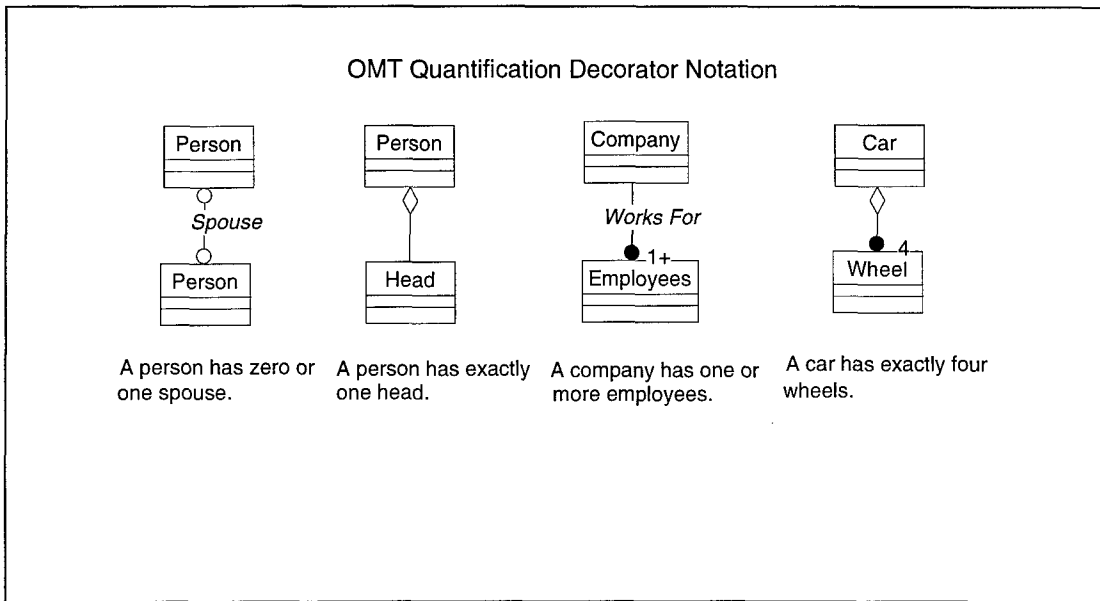 OMT Quantification Decorator Notation
Person
Spouse
Person
A person has zero or
one spouse.
Person
Head
A person has exactly
one head.
Company
Works For
1+
Employees
A company has one or
more employees.
Car
4
Wheel
A car has exactly four
wheels.